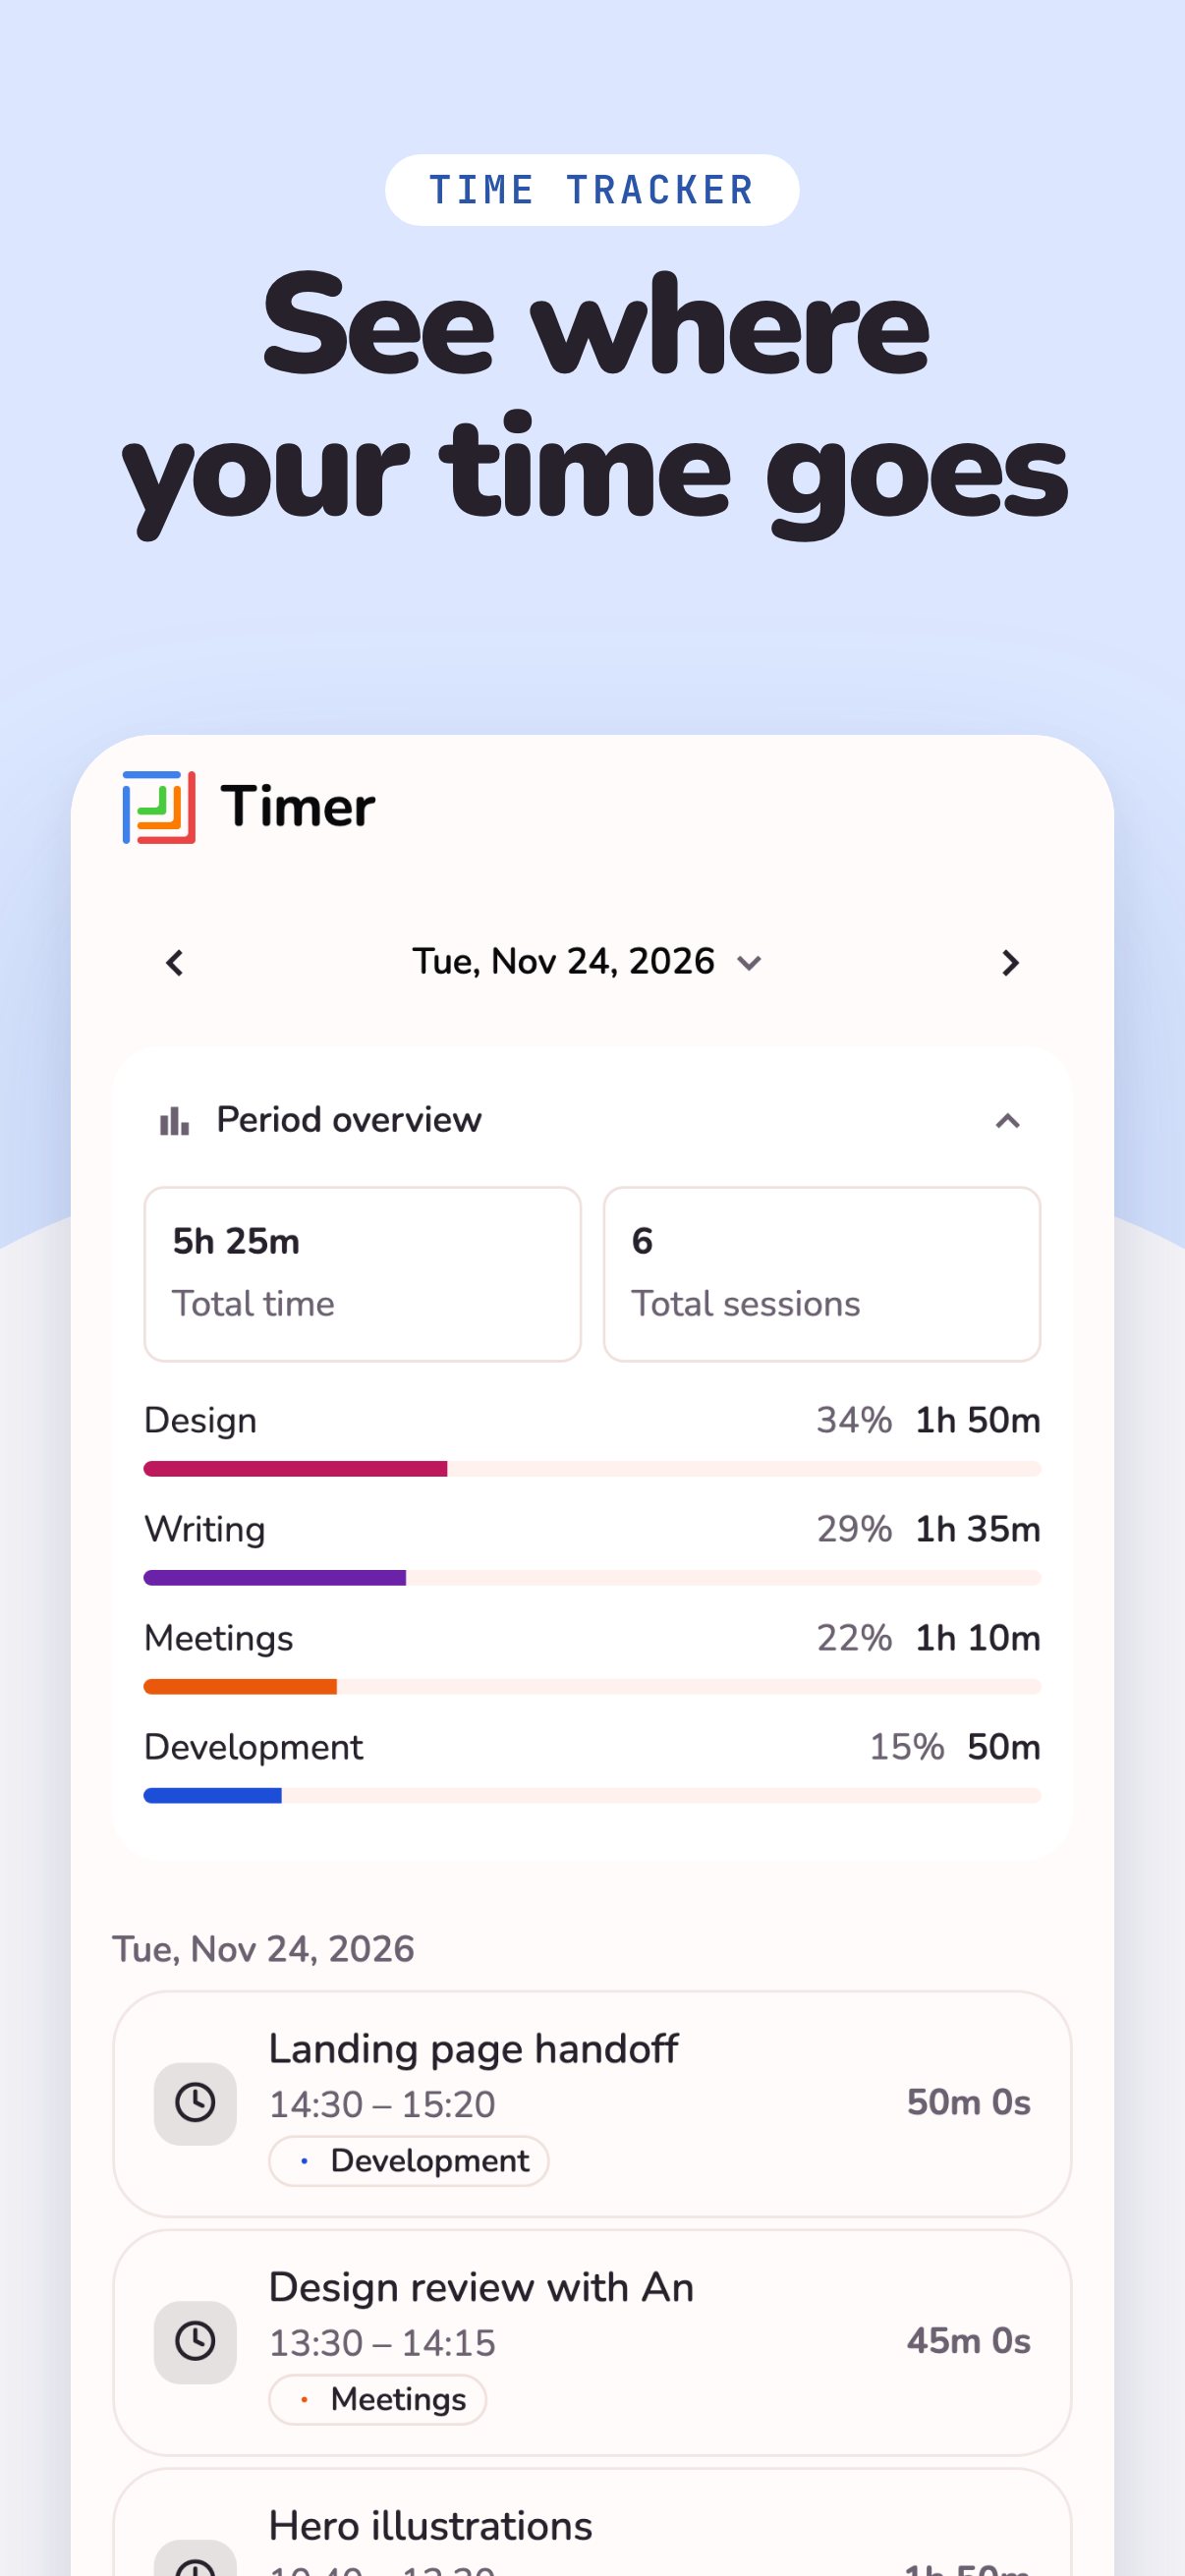 TIME TRACKER
See where
your time goes
Timer
Tue, Nov 24, 2026
Period overview
5h 25m
Total time
6
Total sessions
Design 34% 1h 50m
Writing 29% 1h 35m
Meetings 22% 1h 10m
Development 15% 50m
Tue, Nov 24, 2026
Landing page handoff
14:30 – 15:20
50m 0s
Development
Design review with An
13:30 – 14:15
45m 0s
Meetings
Hero illustrations